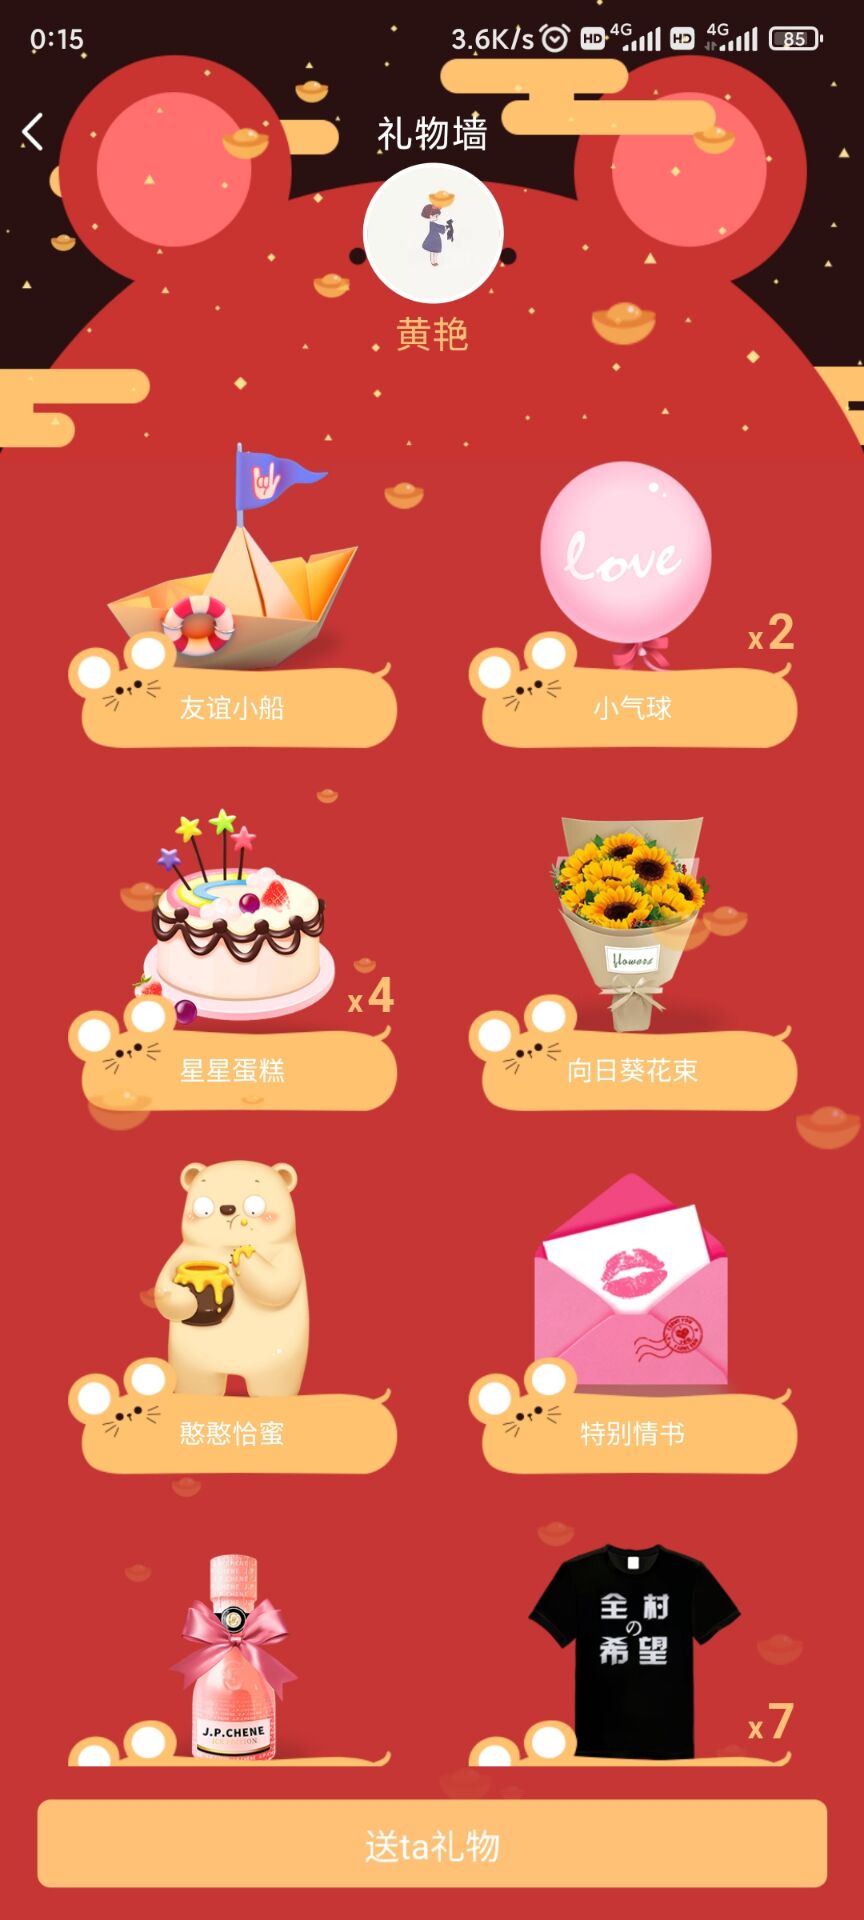 0:15 3.6K/s HD 4G HD 4G 85
礼物墙
黄艳
love
x2
友谊小船 小气球
x4
flowers
星星蛋糕 向日葵花束
憨憨恰蜜 特别情书
全村
の
希望
J.P.CHENE
x7
送ta礼物